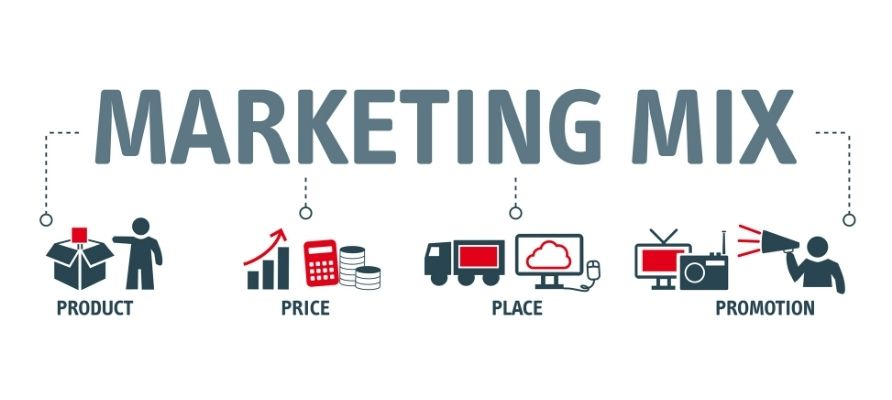 MARKETING MIX
PRODUCT
PRICE
PLACE
PROMOTION